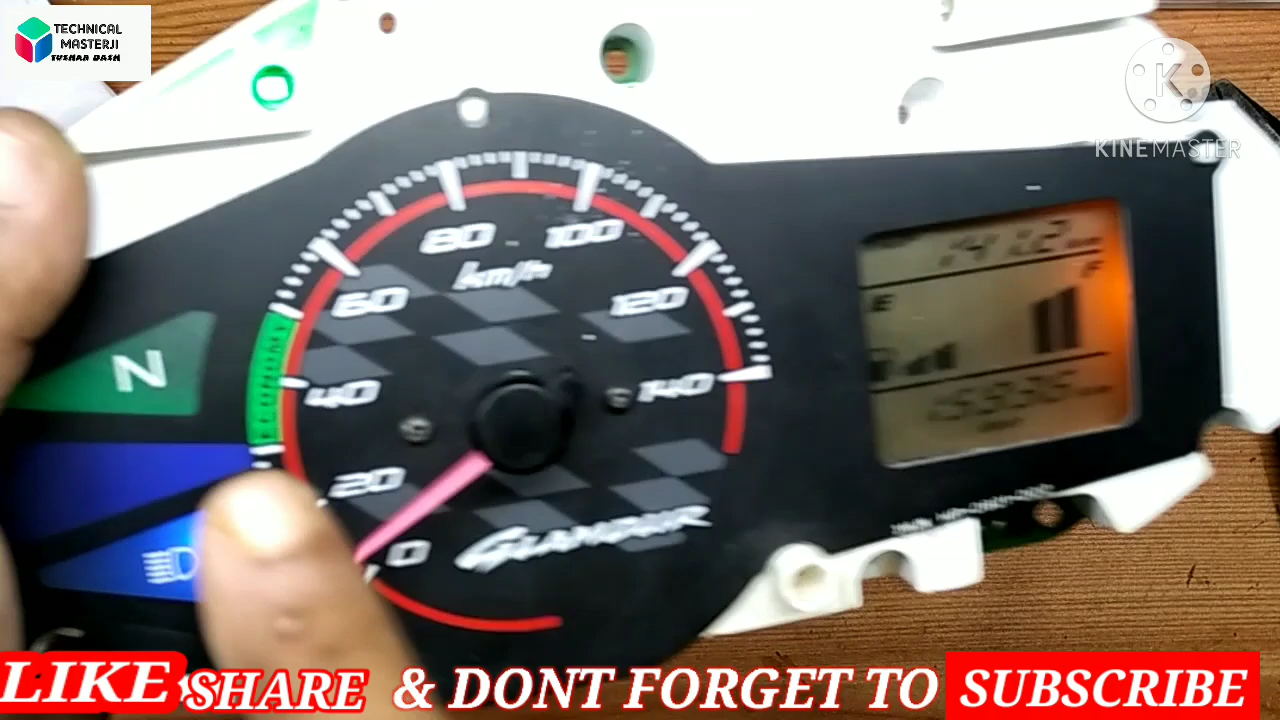 TECHNICAL
MASTERJI
TUSHAR DASH
K
KINEMASTER
80 100
km/h
60 120
ECONOMY
40 140
20
0
GLAMOUR
N
E F
LIKE SHARE & DONT FORGET TO SUBSCRIBE